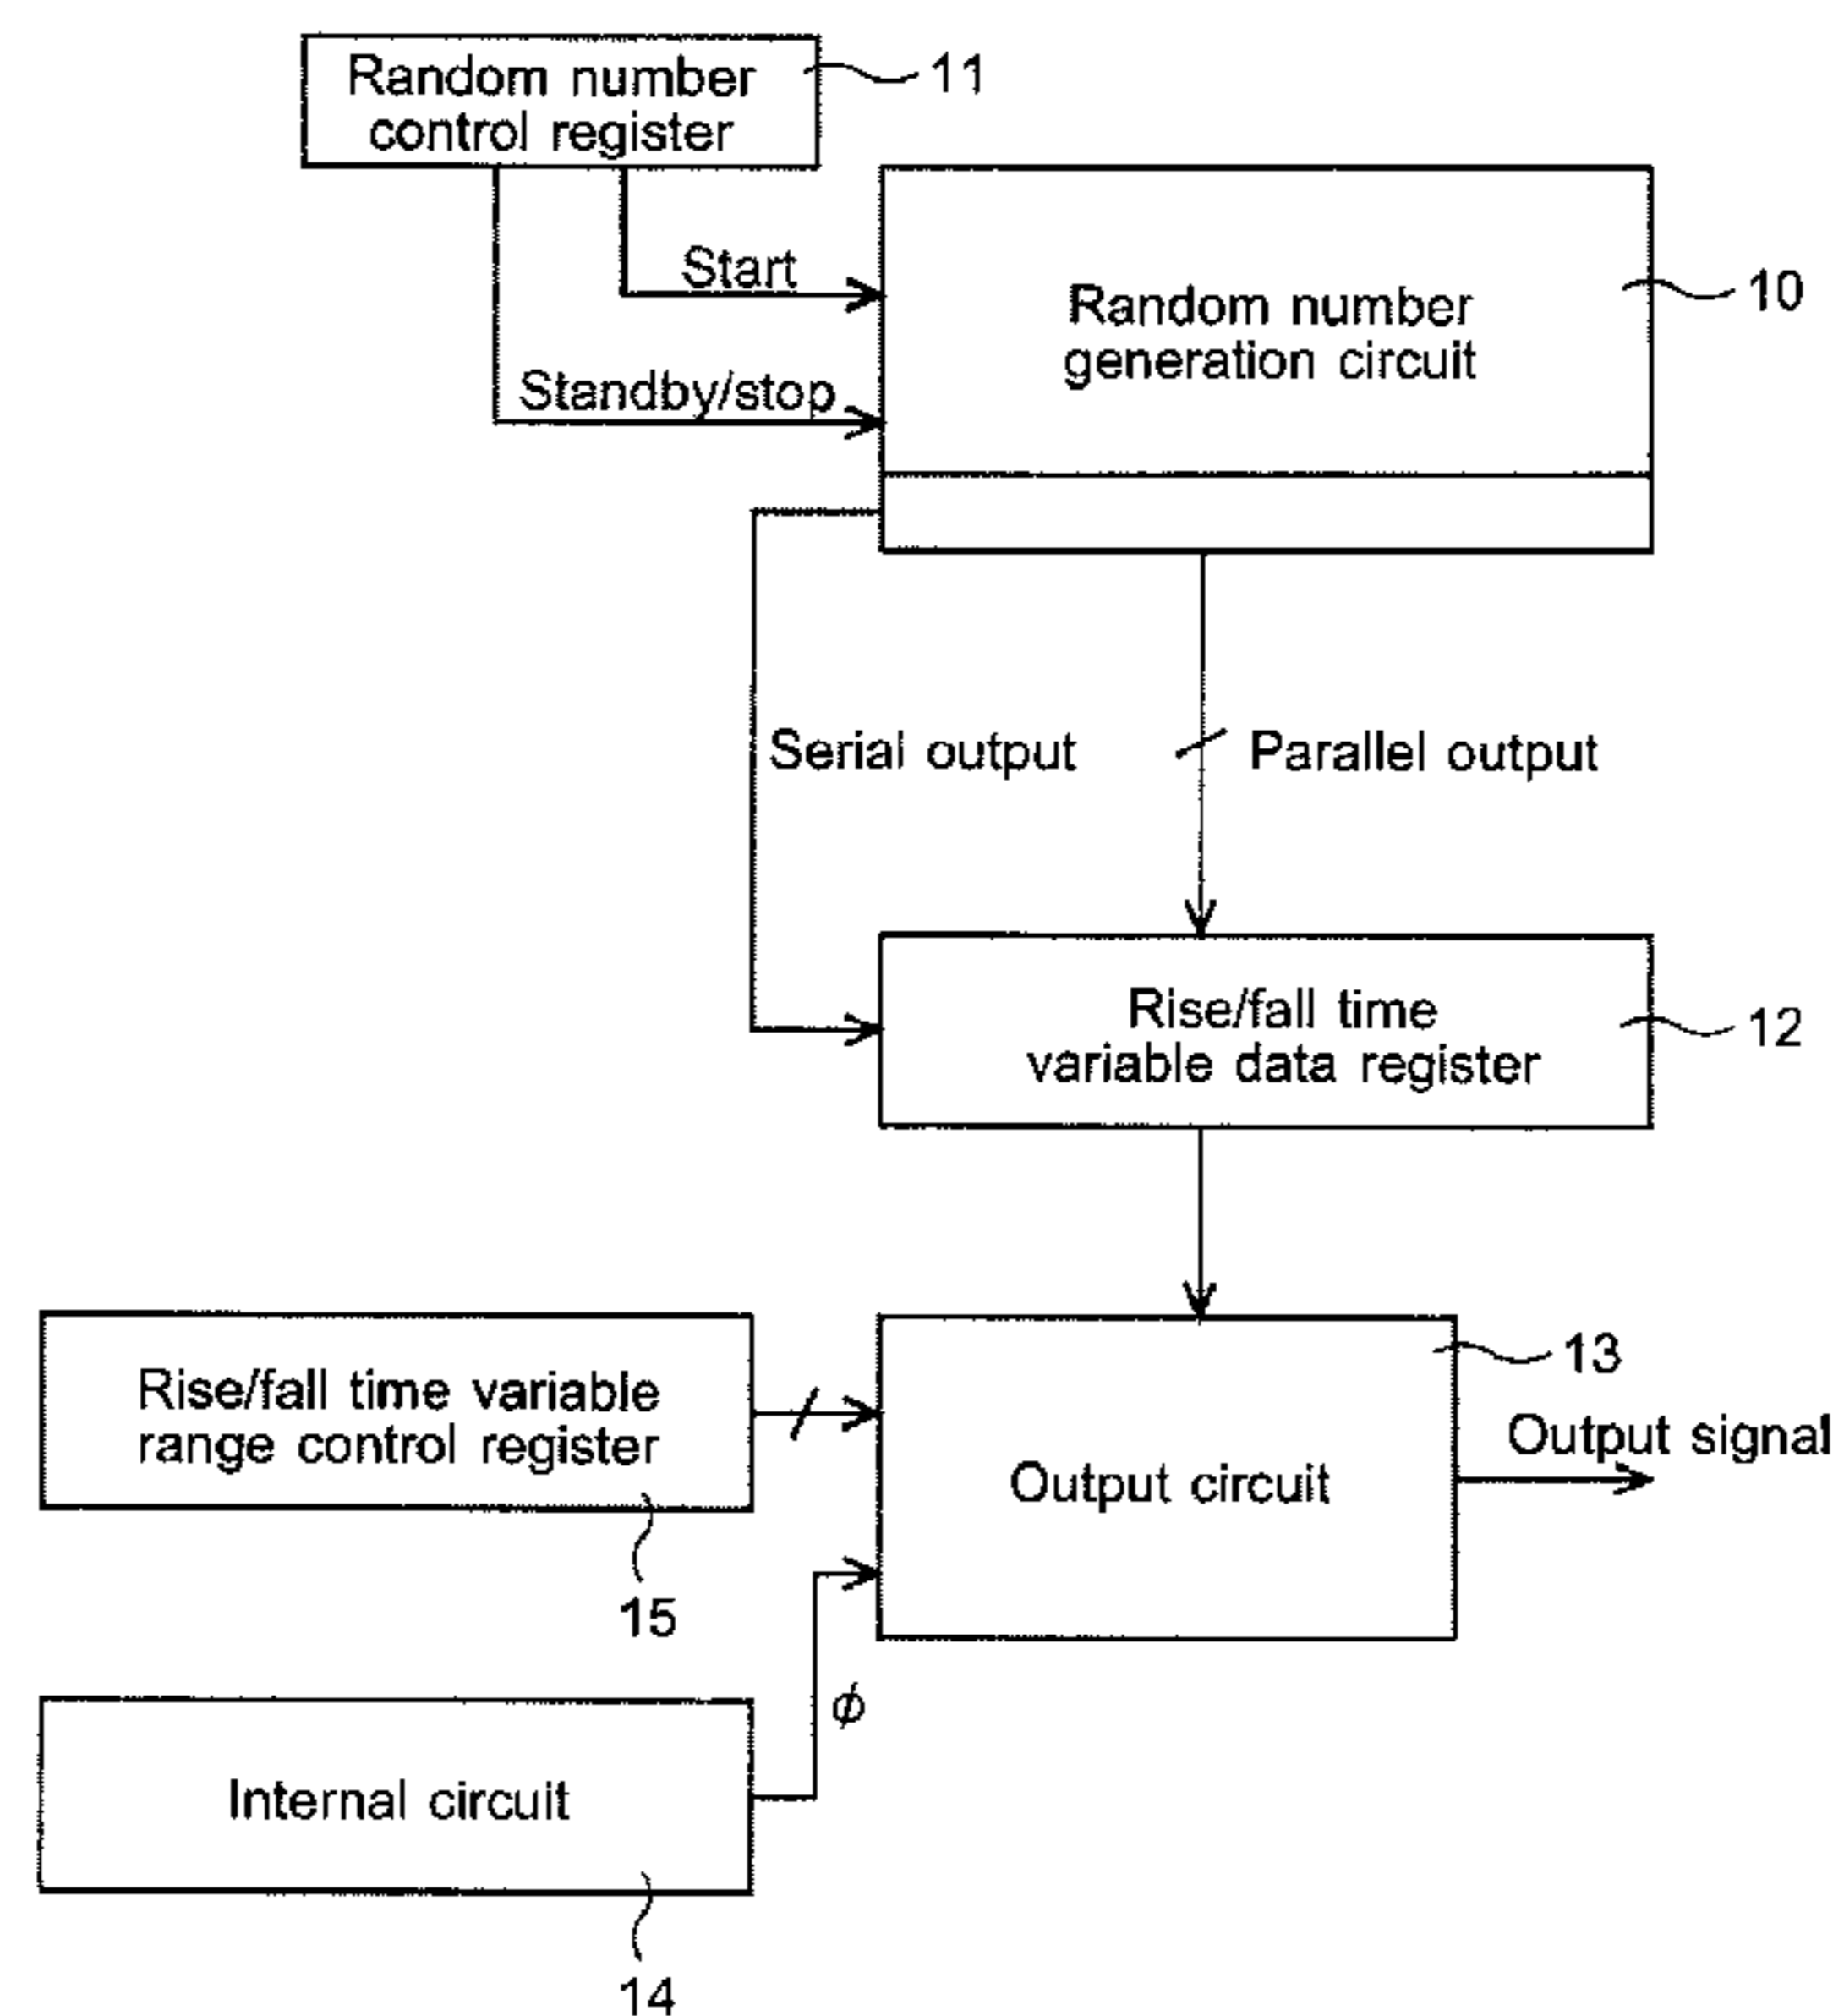 Random number
control register
11
Start
Standby/stop
Random number
generation circuit
10
Serial output
Parallel output
Rise/fall time
variable data register
12
Rise/fall time variable
range control register
15
Output circuit
13
Output signal
ϕ
Internal circuit
14